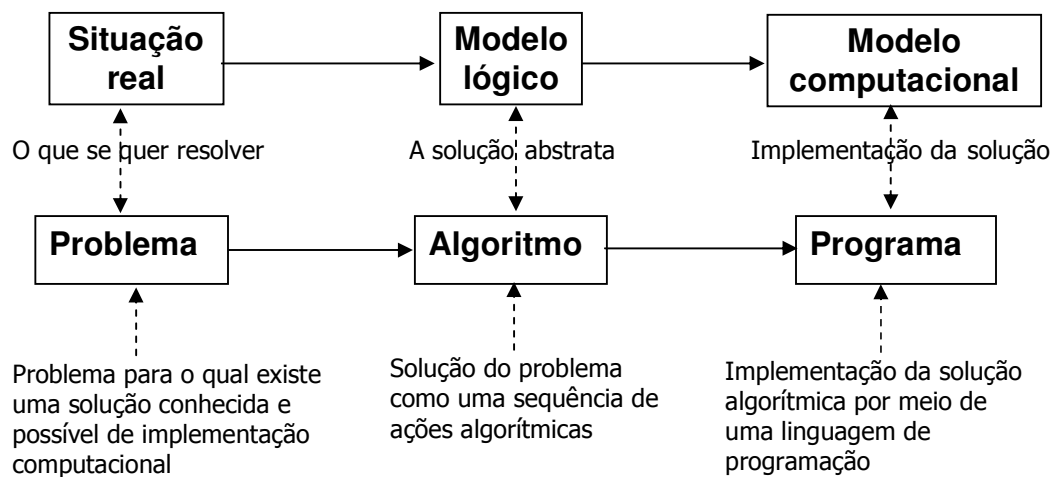 Situação
real
Modelo
lógico
Modelo
computacional
O que se quer resolver
A solução abstrata
Implementação da solução
Problema
Algoritmo
Programa
Problema para o qual existe
uma solução conhecida e
possível de implementação
computacional
Solução do problema
como uma sequência de
ações algorítmicas
Implementação da solução
algorítmica por meio de
uma linguagem de
programação